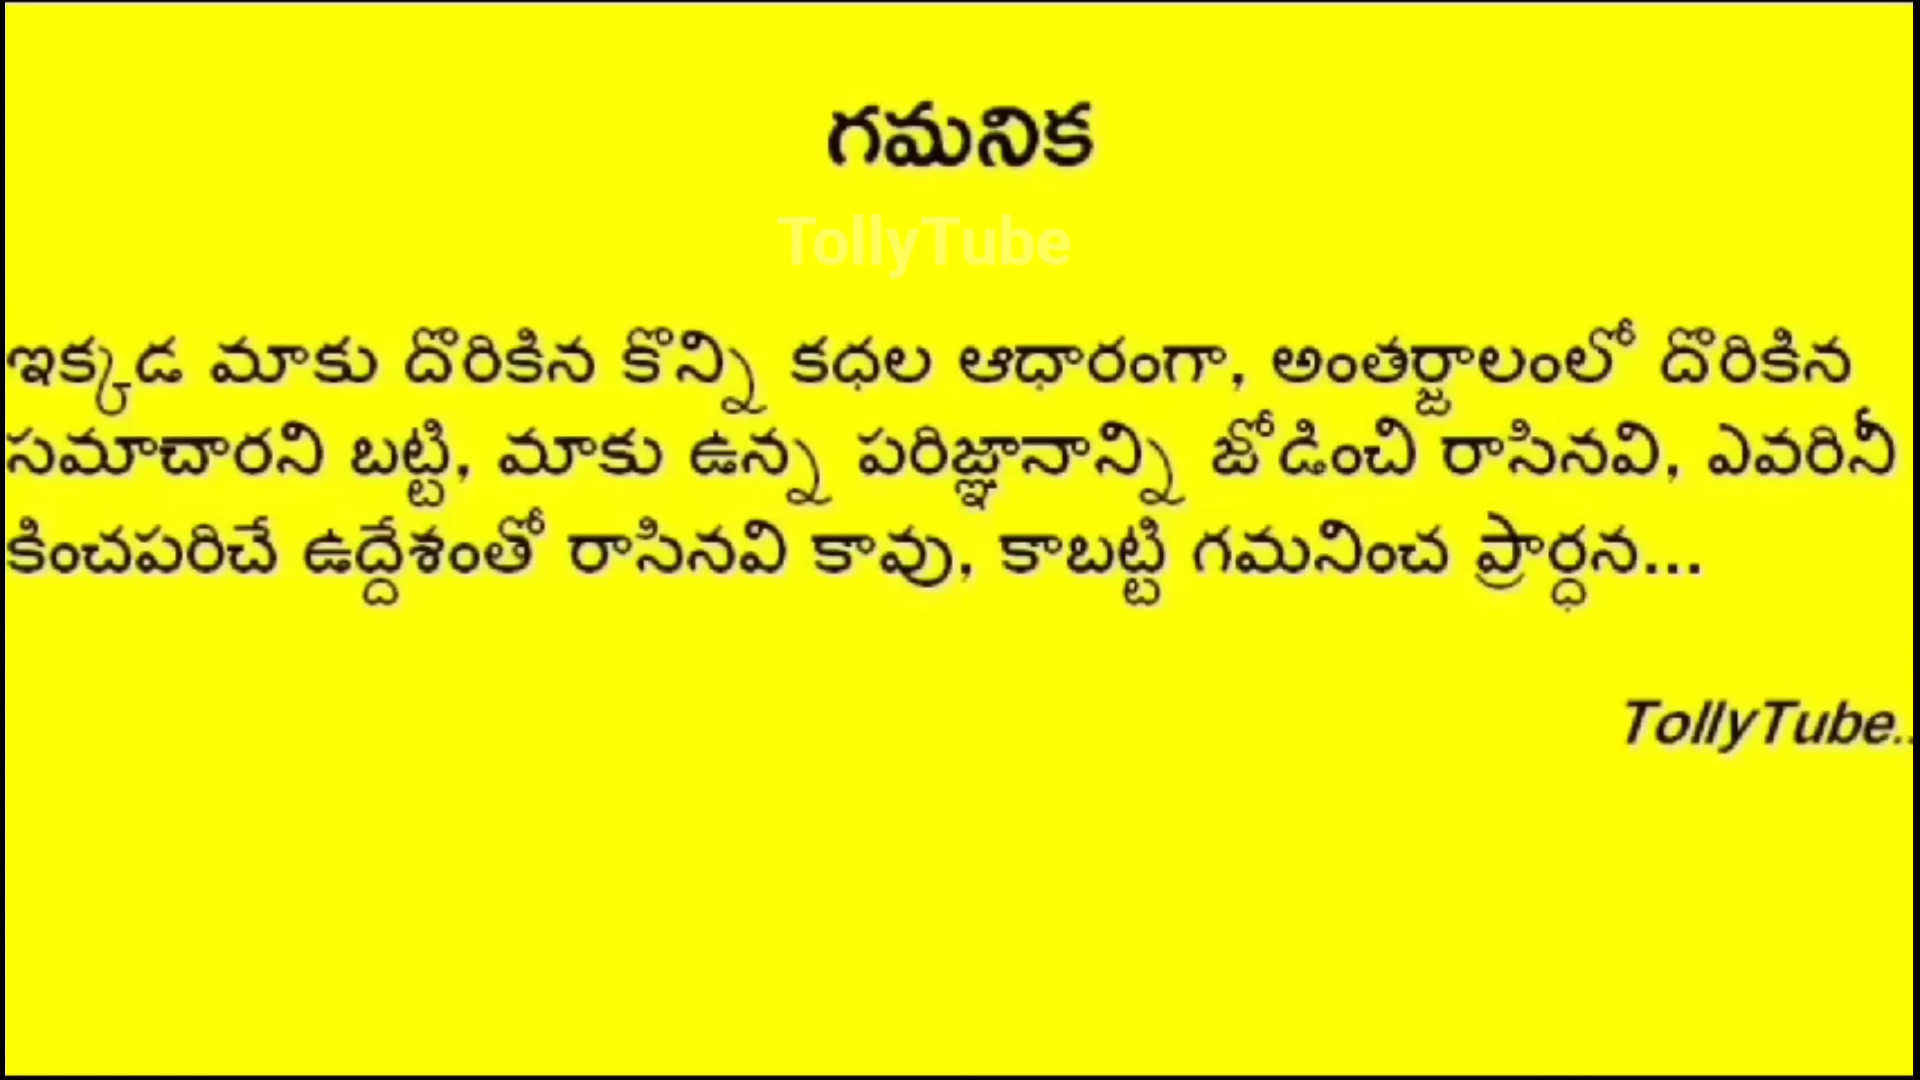 గమనిక
TollyTube
ఇక్కడ మాకు దొరికిన కొన్ని కధల ఆధారంగా, అంతర్జాలంలో దొరికిన
సమాచారని బట్టి, మాకు ఉన్న పరిజ్ఞానాన్ని జోడించి రాసినవి, ఎవరినీ
కించపరిచే ఉద్దేశంతో రాసినవి కావు, కాబట్టి గమనించ ప్రార్ధన...
TollyTube..